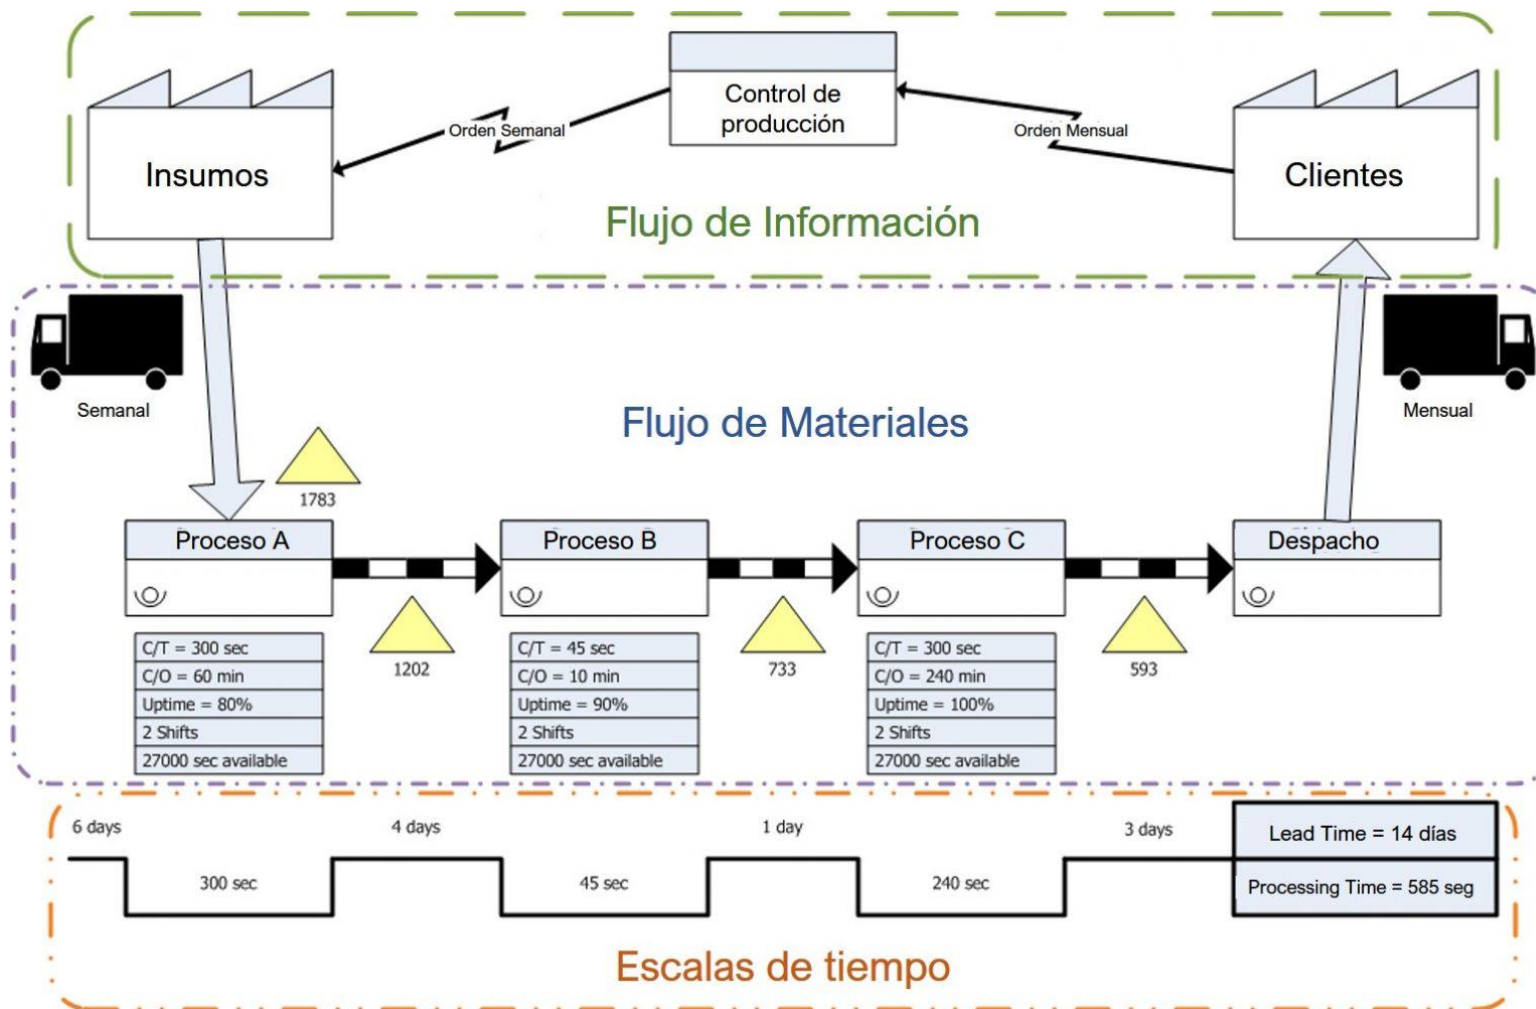 Control de
producción
Orden Semanal
Orden Mensual
Insumos
Clientes
Flujo de Información
Semanal
Mensual
Flujo de Materiales
1783
Proceso A
Proceso B
Proceso C
Despacho
1202
733
593
C/T = 300 sec
C/O = 60 min
Uptime = 80%
2 Shifts
27000 sec available
C/T = 45 sec
C/O = 10 min
Uptime = 90%
2 Shifts
27000 sec available
C/T = 300 sec
C/O = 240 min
Uptime = 100%
2 Shifts
27000 sec available
6 days
4 days
1 day
3 days
Lead Time = 14 días
300 sec
45 sec
240 sec
Processing Time = 585 seg
Escalas de tiempo